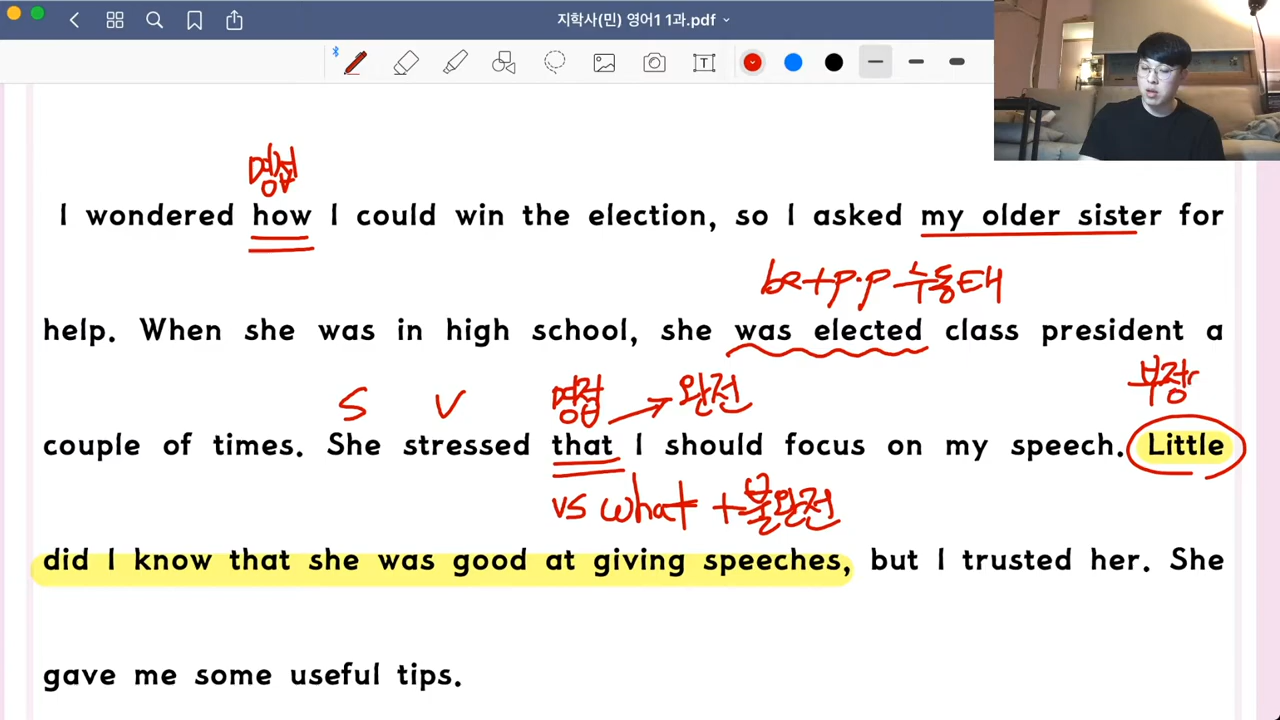 지학사(민) 영어1 1과.pdf
T
명접
I wondered how I could win the election, so I asked my older sister for
be+p.p 수동태
help. When she was in high school, she was elected class president a
S V 명접 → 완전 부정
couple of times. She stressed that I should focus on my speech. Little
vs what +불완전
did I know that she was good at giving speeches, but I trusted her. She
gave me some useful tips.